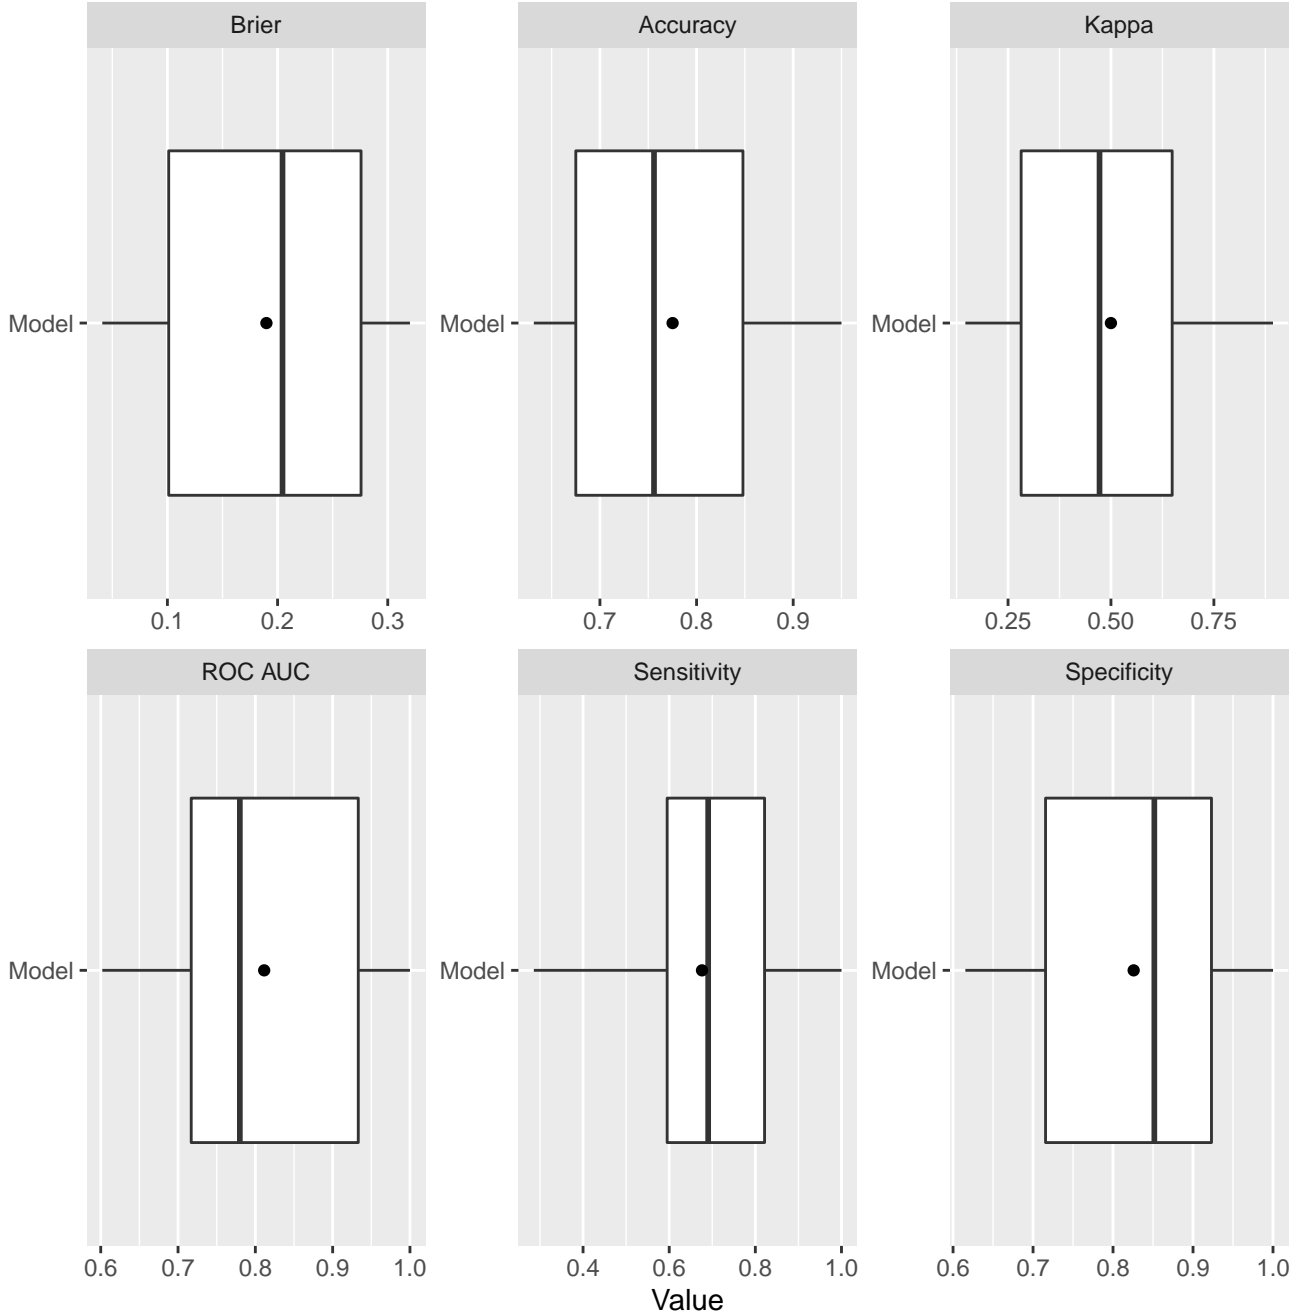 Brier Accuracy Kappa
Model Model Model
0.1 0.2 0.3 0.7 0.8 0.9 0.25 0.50 0.75
ROC AUC Sensitivity Specificity
Model Model Model
0.6 0.7 0.8 0.9 1.0 0.4 0.6 0.8 1.0 0.6 0.7 0.8 0.9 1.0
Value